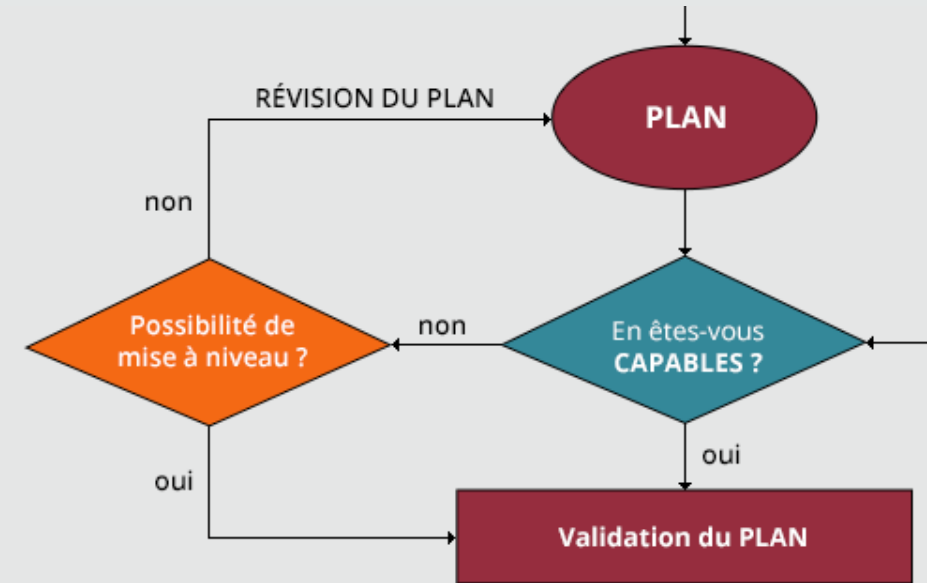 RÉVISION DU PLAN
PLAN
non
Possibilité de
mise à niveau ?
non
En êtes-vous
CAPABLES ?
oui
oui
Validation du PLAN